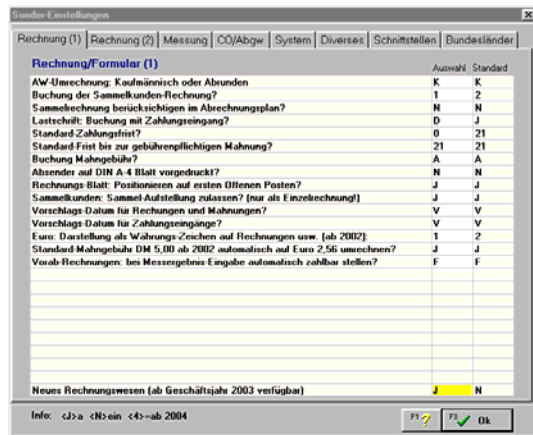 Sonder-Einstellungen
Rechnung (1) Rechnung (2) Messung CO/Abgw System Diverses Schnittstellen Bundesländer
Rechnung/Formular (1) Auswahl Standard
AW-Umrechnung: Kaufmännisch oder Abrunden K K
Buchung der Sammelkunden-Rechnung? 1 2
Sammelrechnung berücksichtigen im Abrechnungsplan? N N
Lastschrift: Buchung mit Zahlungseingang? D J
Standard-Zahlungsfrist? 0 21
Standard-Frist bis zur gebührenpflichtigen Mahnung? 21 21
Buchung Mahngebühr? A A
Absender auf DIN A-4 Blatt vorgedruckt? N N
Rechnungs-Blatt: Positionieren auf ersten Offenen Posten? J J
Sammelkunden: Sammel-Aufstellung zulassen? (nur als Einzelrechnung!) J J
Vorschlags-Datum für Rechungen und Mahnungen? V V
Vorschlags-Datum für Zahlungseingänge? V V
Euro: Darstellung als Währungs-Zeichen auf Rechnungen usw. (ab 2002): 1 2
Standard-Mahngebühr DM 5,00 ab 2002 automatisch auf Euro 2,56 umrechnen? J J
Vorab-Rechnungen: bei Messergebnis-Eingabe automatisch zahlbar stellen? F F
Neues Rechnungswesen (ab Geschäftsjahr 2003 verfügbar) J N
Info: <J>a <N>ein <4>=ab 2004 F1 ? F3 Ok